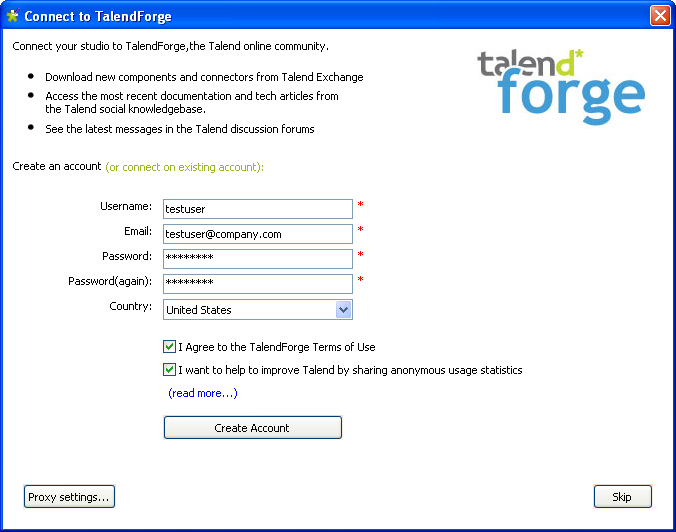 Connect to TalendForge
Connect your studio to TalendForge,the Talend online community.
talend*
forge
• Download new components and connectors from Talend Exchange
• Access the most recent documentation and tech articles from
the Talend social knowledgebase.
• See the latest messages in the Talend discussion forums
Create an account (or connect on existing account):
Username: testuser *
Email: testuser@company.com *
Password: ******** *
Password(again): ******** *
Country: United States
I Agree to the TalendForge Terms of Use
I want to help to improve Talend by sharing anonymous usage statistics
(read more...)
Create Account
Proxy settings... Skip